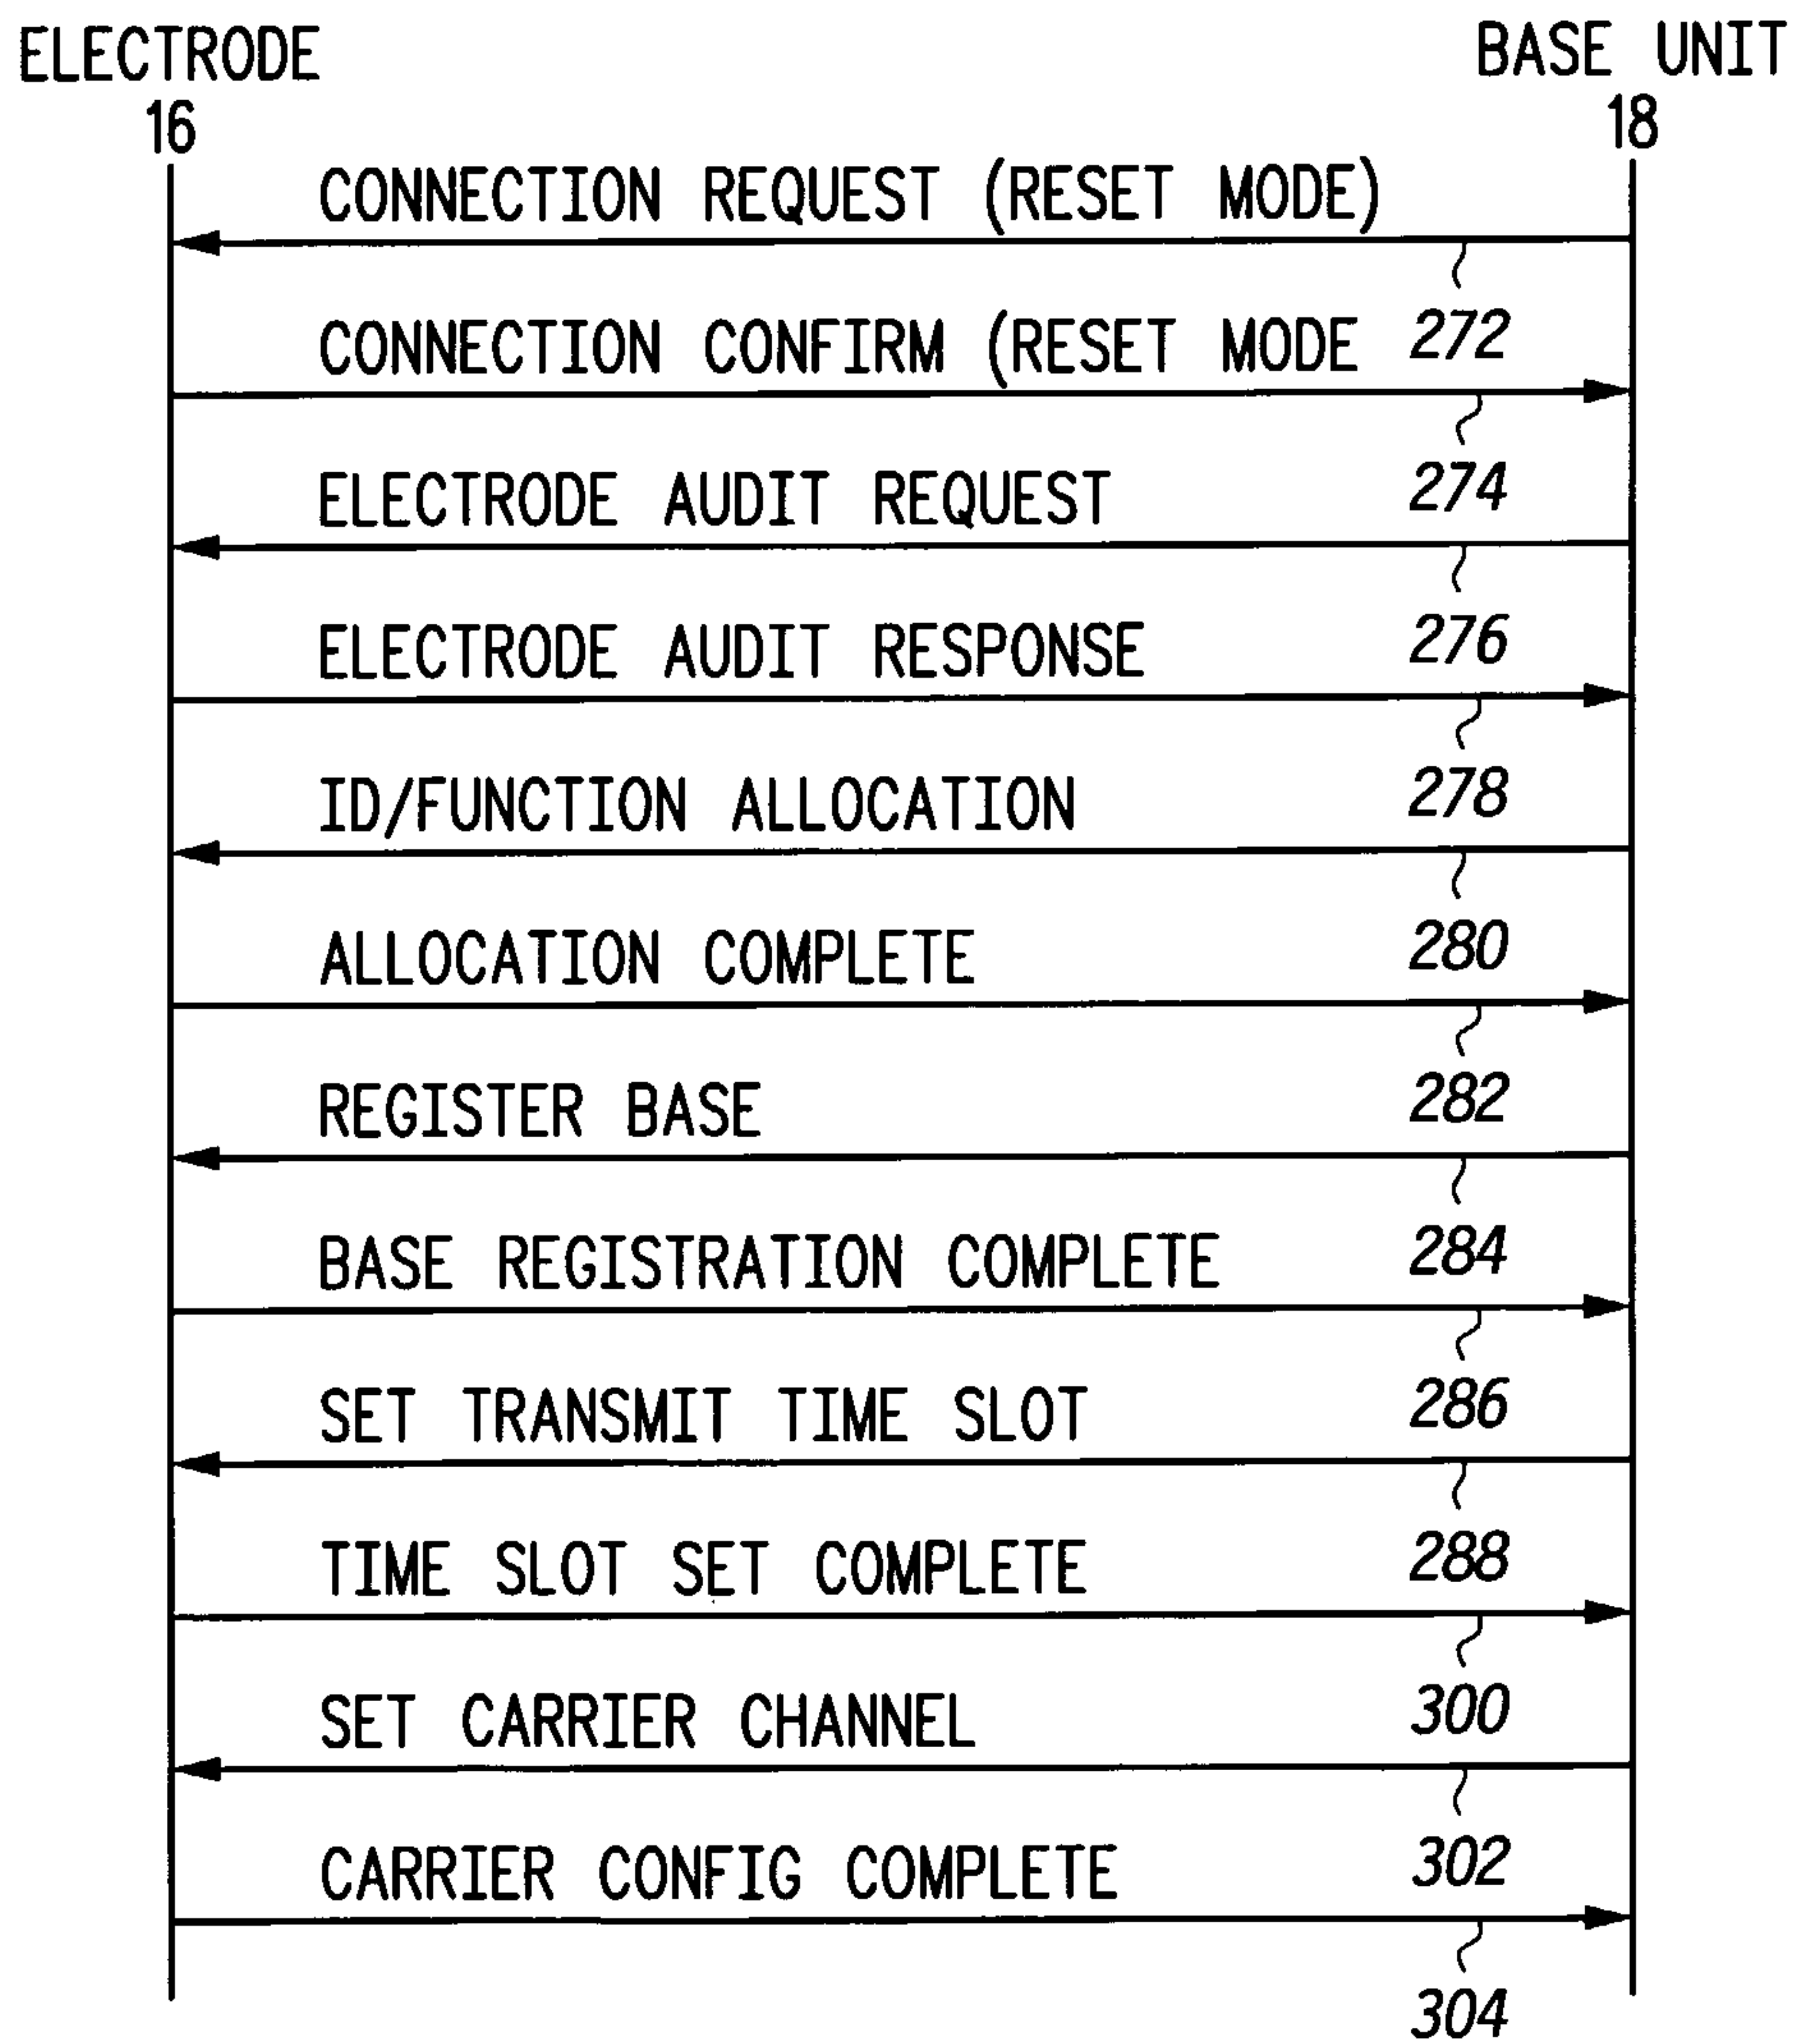 ELECTRODE BASE UNIT
16 18
CONNECTION REQUEST (RESET MODE)
272
CONNECTION CONFIRM (RESET MODE
274
ELECTRODE AUDIT REQUEST
276
ELECTRODE AUDIT RESPONSE
278
ID/FUNCTION ALLOCATION
280
ALLOCATION COMPLETE
282
REGISTER BASE
284
BASE REGISTRATION COMPLETE
286
SET TRANSMIT TIME SLOT
288
TIME SLOT SET COMPLETE
300
SET CARRIER CHANNEL
302
CARRIER CONFIG COMPLETE
304